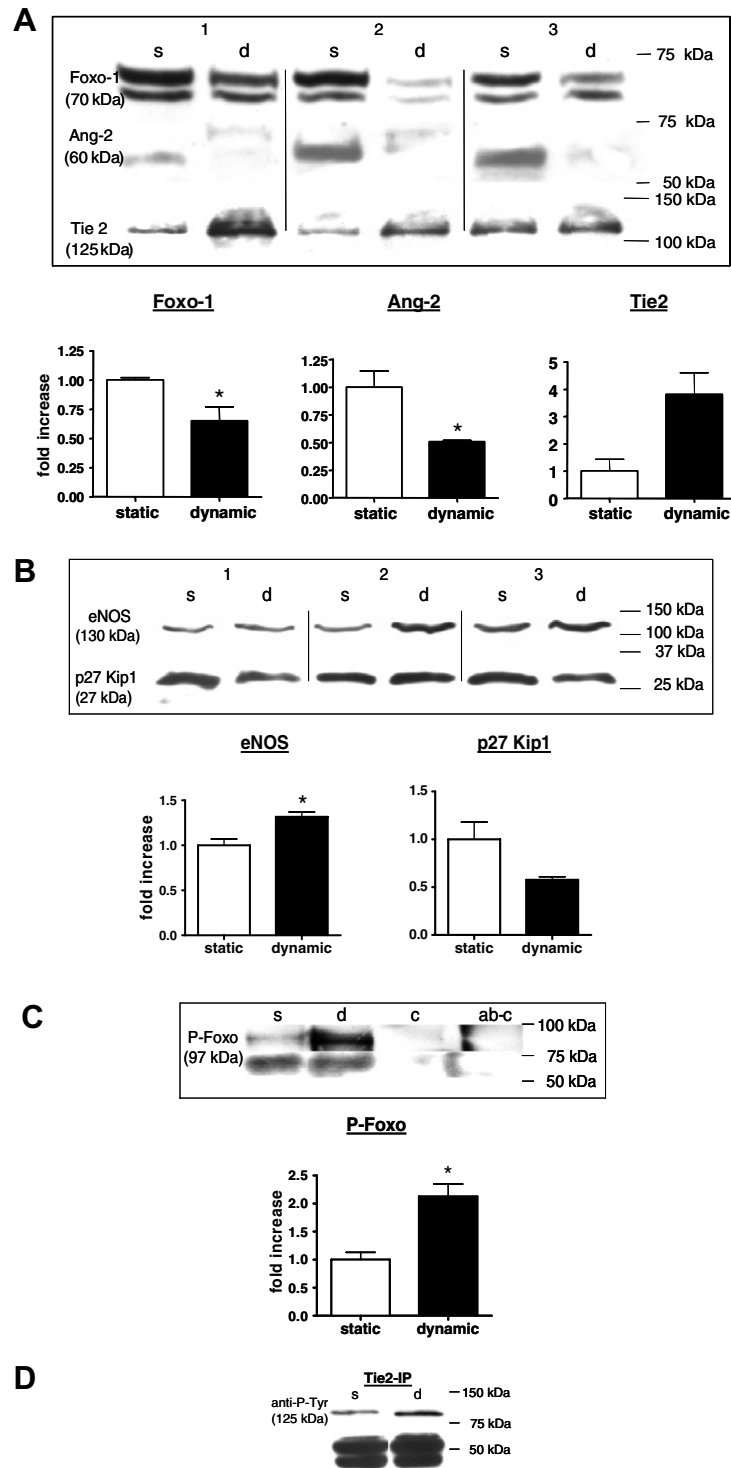 A
1 2 3
s d s d s d
75 kDa
Foxo-1
(70 kDa)
75 kDa
Ang-2
(60 kDa)
50 kDa
150 kDa
Tie 2
(125 kDa)
100 kDa
Foxo-1 Ang-2 Tie2
fold increase
1.25
1.00
0.75
0.50
0.25
0.00
*
static dynamic
1.25
1.00
0.75
0.50
0.25
0.00
*
static dynamic
5
4
3
2
1
0
static dynamic
B
1 2 3
s d s d s d
eNOS
(130 kDa)
150 kDa
100 kDa
37 kDa
p27 Kip1
(27 kDa)
25 kDa
eNOS p27 Kip1
fold increase
1.5
1.0
0.5
0.0
*
static dynamic
1.5
1.0
0.5
0.0
static dynamic
C
s d c ab-c
P-Foxo
(97 kDa)
100 kDa
75 kDa
50 kDa
P-Foxo
fold increase
2.5
2.0
1.5
1.0
0.5
0.0
*
static dynamic
D
Tie2-IP
s d
anti-P-Tyr
(125 kDa)
150 kDa
75 kDa
50 kDa